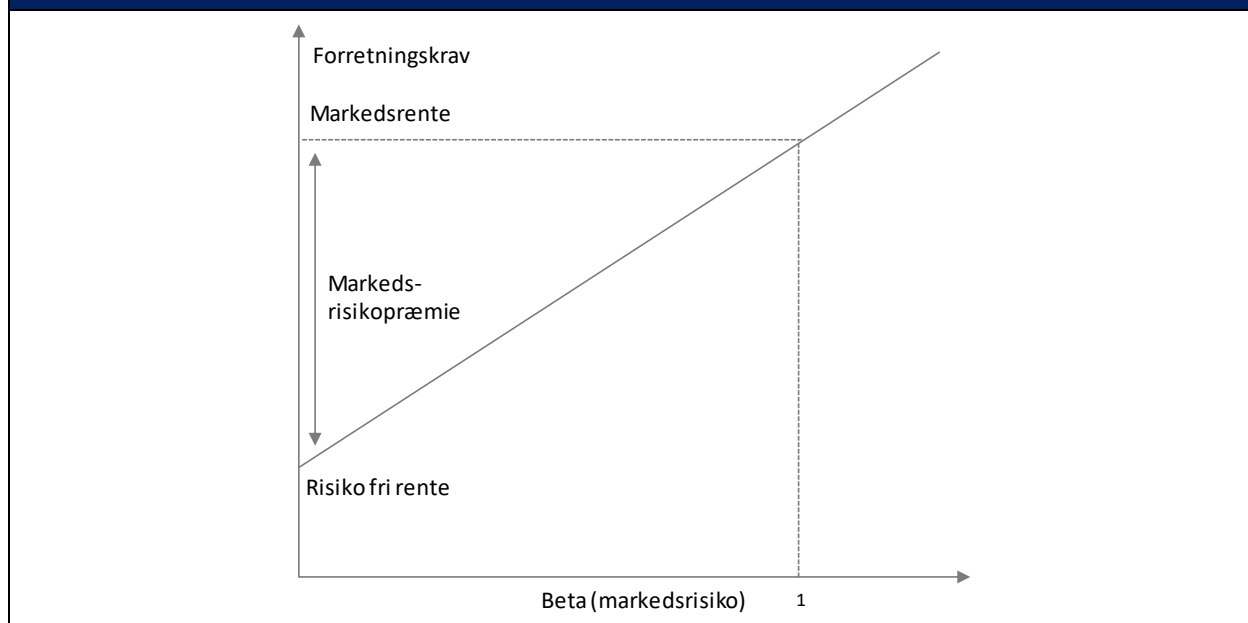 Forretningskrav
Markedsrente
Markeds-
risikopræmie
Risiko fri rente
Beta (markedsrisiko)
1